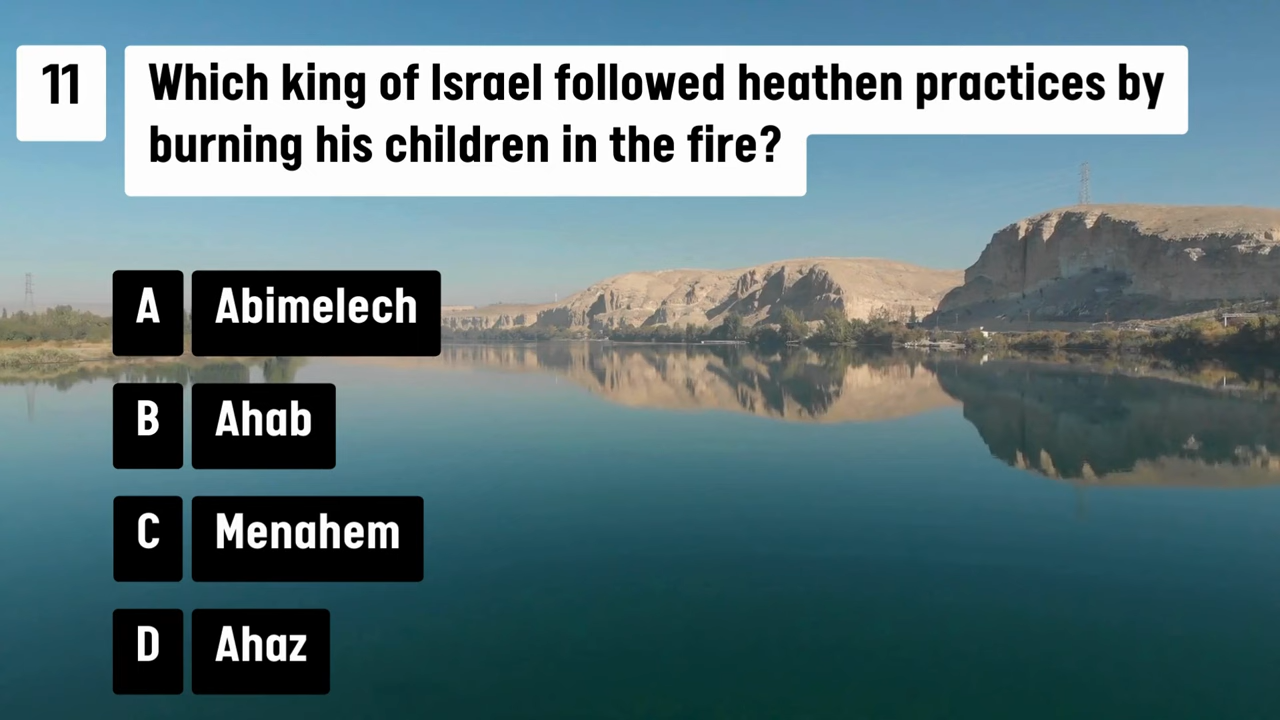 11
Which king of Israel followed heathen practices by
burning his children in the fire?
A Abimelech
B Ahab
C Menahem
D Ahaz